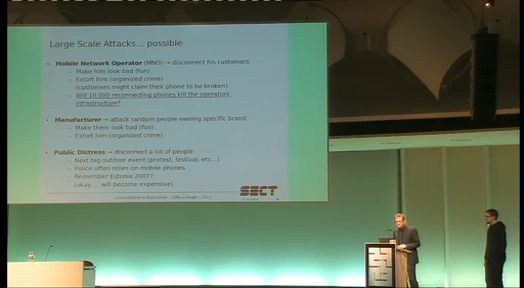 Large Scale Attacks... possible
• Mobile Network Operator (MNO) → disconnect his customers
– Make him look bad (fun)
– Extort him (organized crime)
(customers might claim their phone to be broken)
– Will 10.000 reconnecting phones kill the operators
infrastructure?
• Manufacturer → attack random people owning specific brand
– Make them look bad (fun)
– Extort him (organized crime)
• Public Distress → disconnect a lot of people
– Next big outdoor event (protest, festival, etc...)
– Police often relies on mobile phones
– Remember Estonia 2007?
(okay ... will become expensive)
SECT